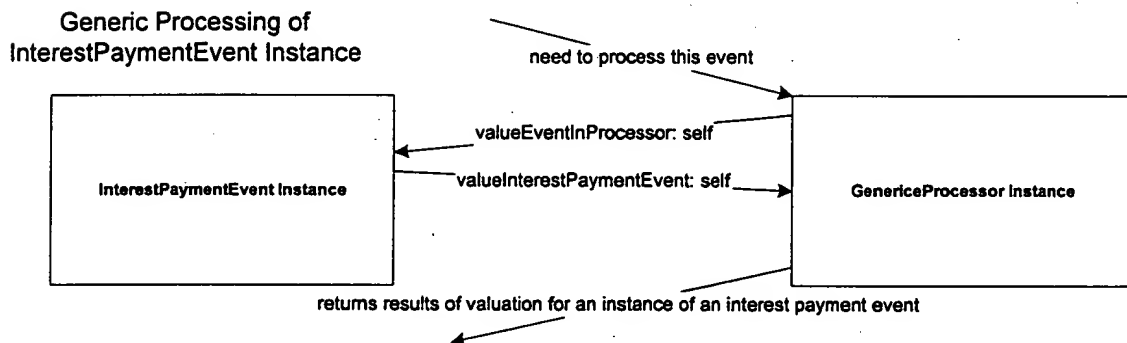 Generic Processing of
InterestPaymentEvent Instance
need to process this event
valueEventInProcessor: self
valueInterestPaymentEvent: self
InterestPaymentEvent Instance
GenericeProcessor Instance
returns results of valuation for an instance of an interest payment event